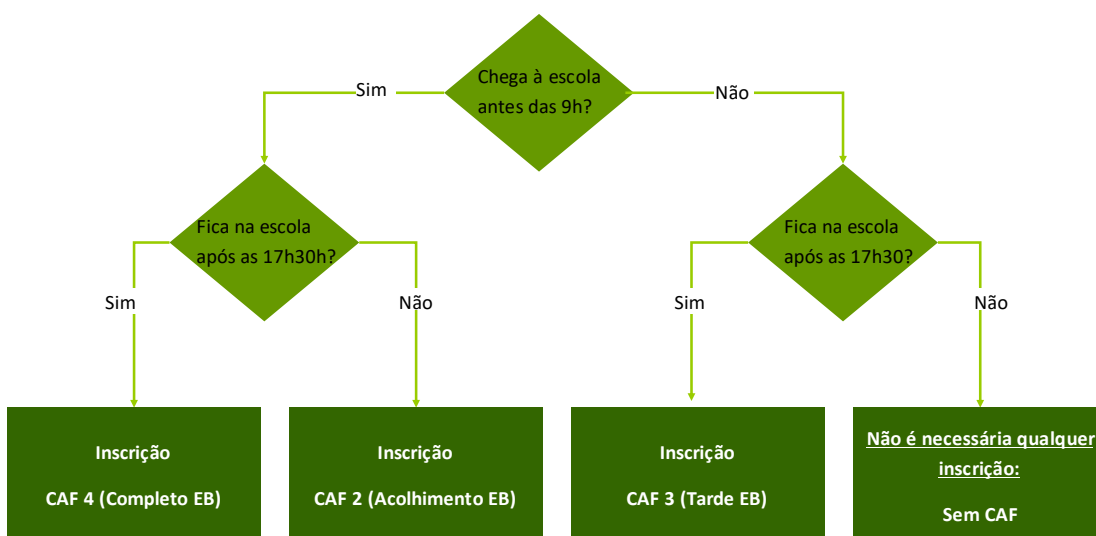 Chega à escola
antes das 9h?
Sim
Não
Fica na escola
após as 17h30h?
Fica na escola
após as 17h30?
Sim
Não
Sim
Não
Inscrição
CAF 4 (Completo EB)
Inscrição
CAF 2 (Acolhimento EB)
Inscrição
CAF 3 (Tarde EB)
Não é necessária qualquer
inscrição:
Sem CAF